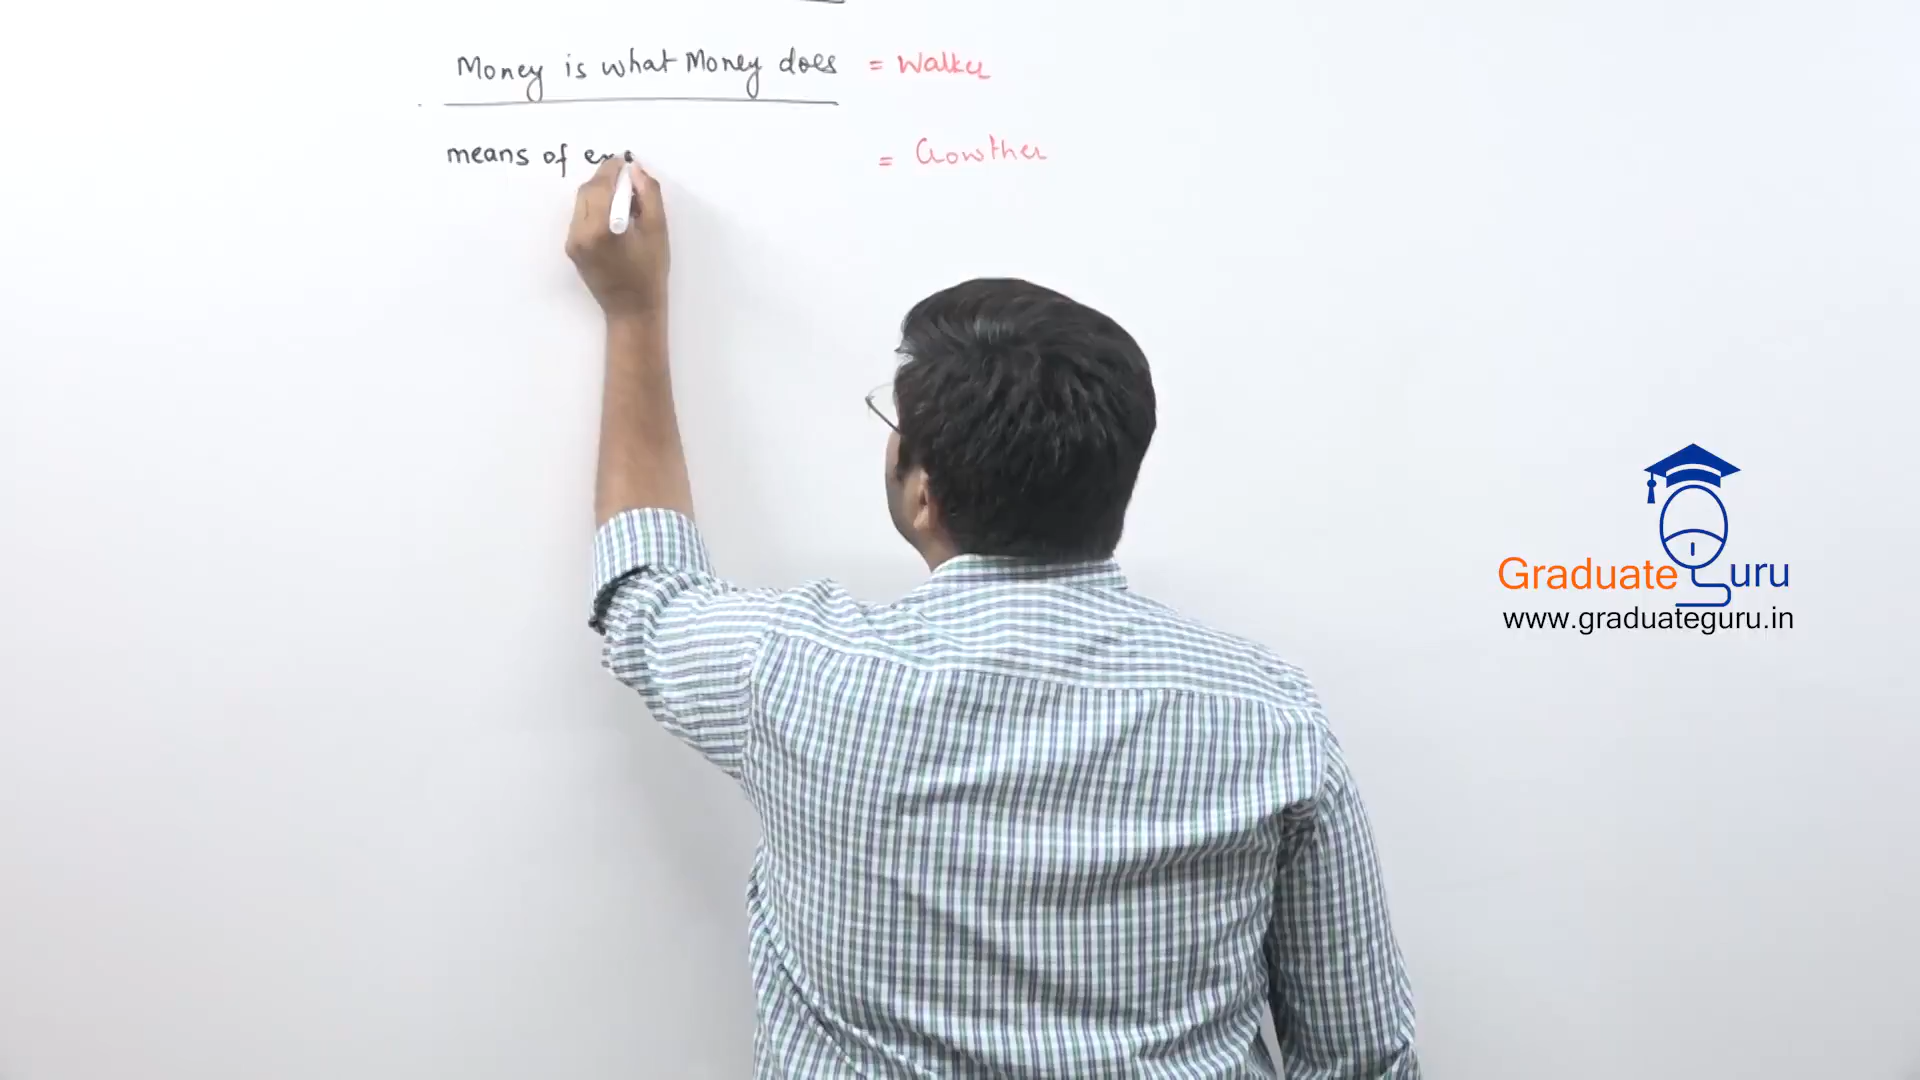 Money is what Money does = Walker
means of ex = Crowther
Graduate Guru
www.graduateguru.in